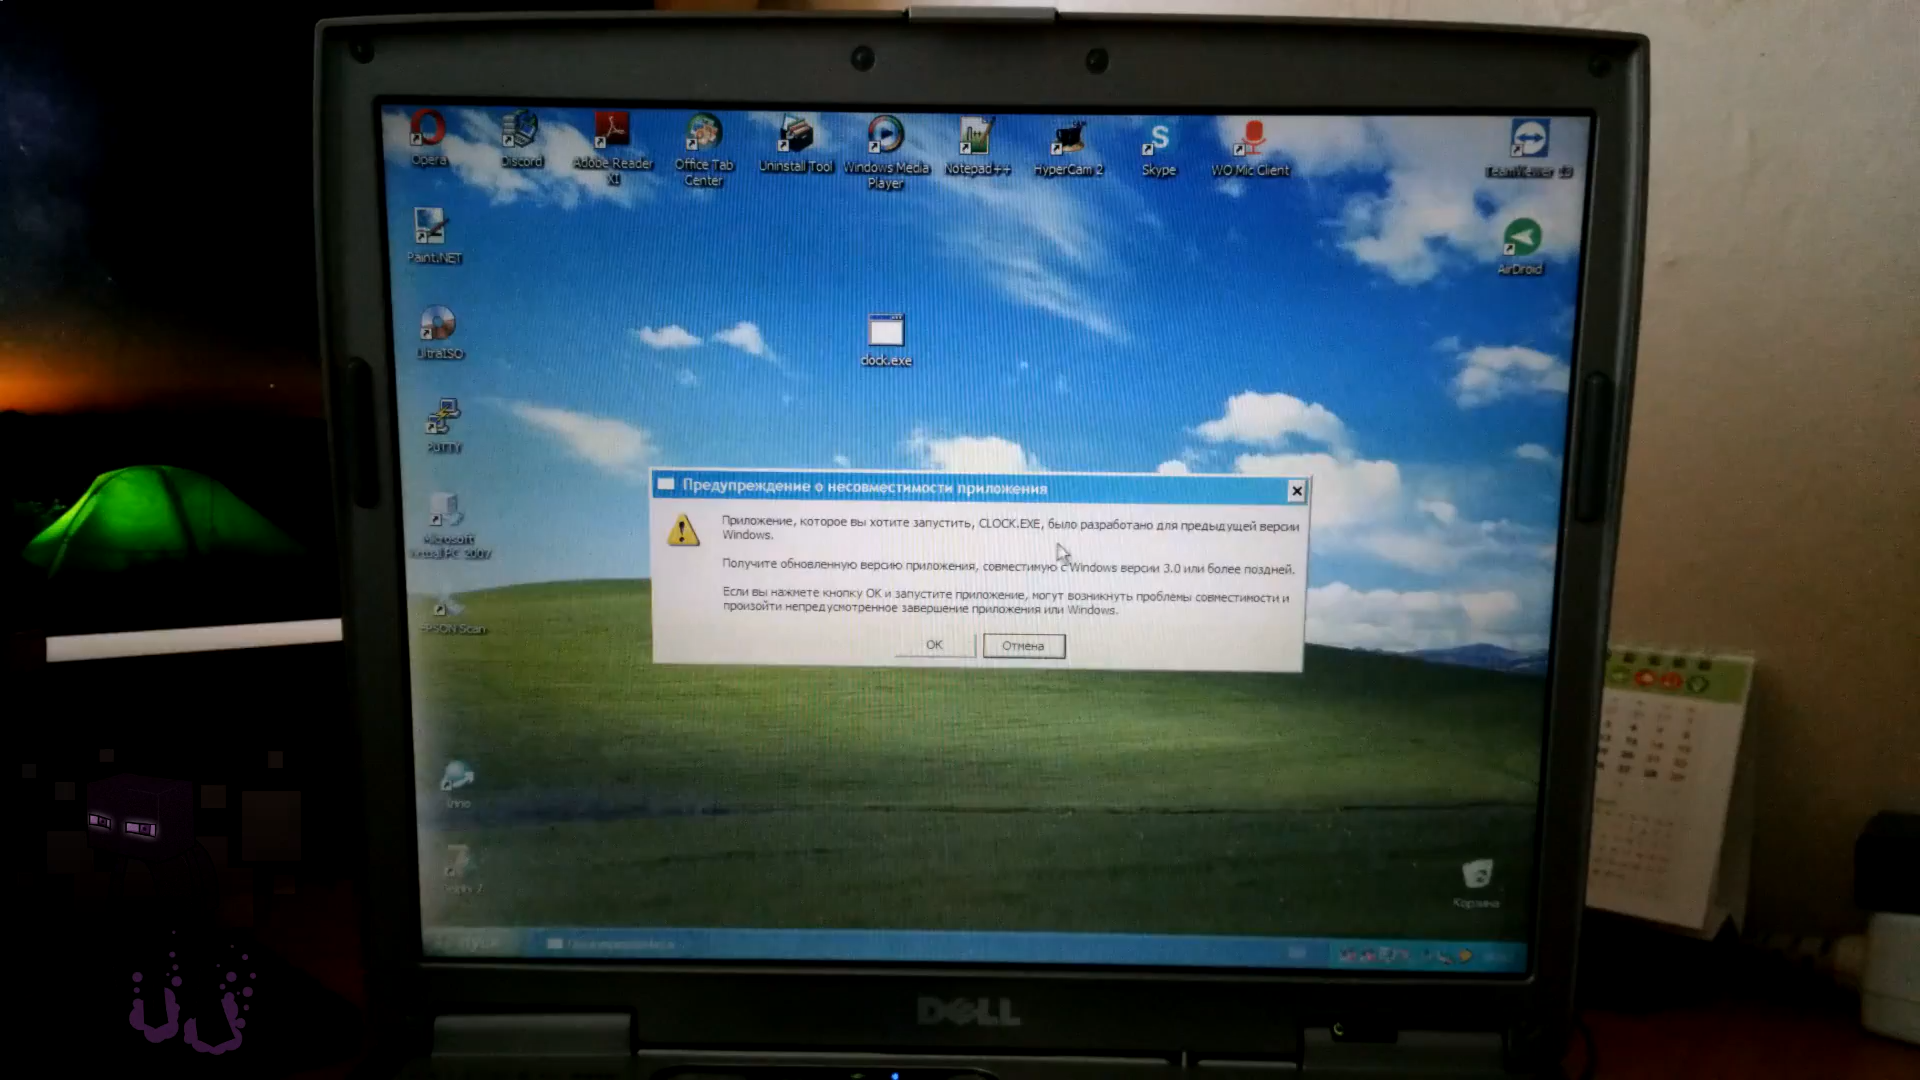 Opera
Discord
Adobe Reader
XI
Office Tab
Center
Uninstall Tool
Windows Media
Player
Notepad++
HyperCam 2
Skype
WO Mic Client
TeamViewer 13
Paint.NET
AirDroid
UltraISO
clock.exe
PuTTY
Предупреждение о несовместимости приложения
Приложение, которое вы хотите запустить, CLOCK.EXE, было разработано для предыдущей версии
Windows.
Получите обновленную версию приложения, совместимую с Windows версии 3.0 или более поздней.
Если вы нажмете кнопку ОК и запустите приложение, могут возникнуть проблемы совместимости и
произойти непредусмотренное завершение приложения или Windows.
ОК
Отмена
Microsoft
Virtual PC 2007
EPSON Scan
Inno
Корзина
DELL